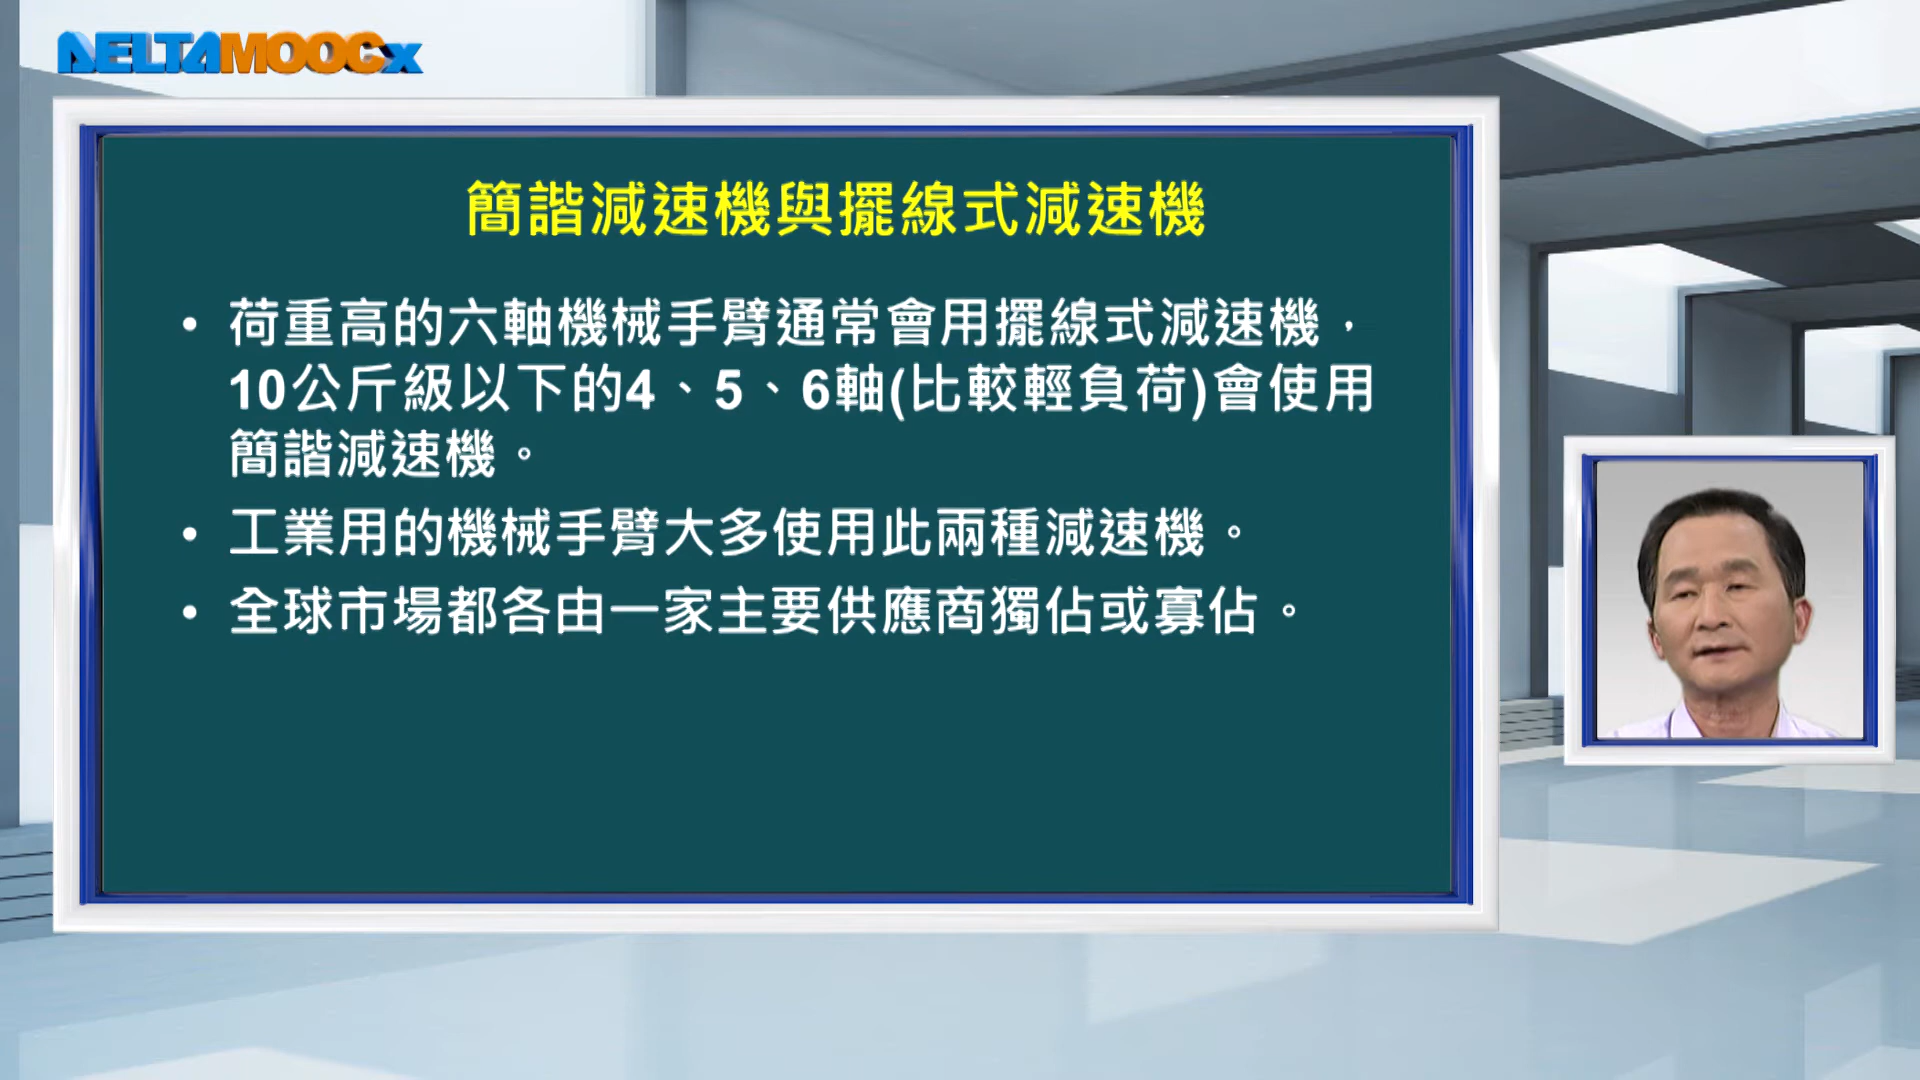 DELTAMOOCx
簡諧減速機與擺線式減速機
• 荷重高的六軸機械手臂通常會用擺線式減速機，
10公斤級以下的4、5、6軸(比較輕負荷)會使用
簡諧減速機。
• 工業用的機械手臂大多使用此兩種減速機。
• 全球市場都各由一家主要供應商獨佔或寡佔。